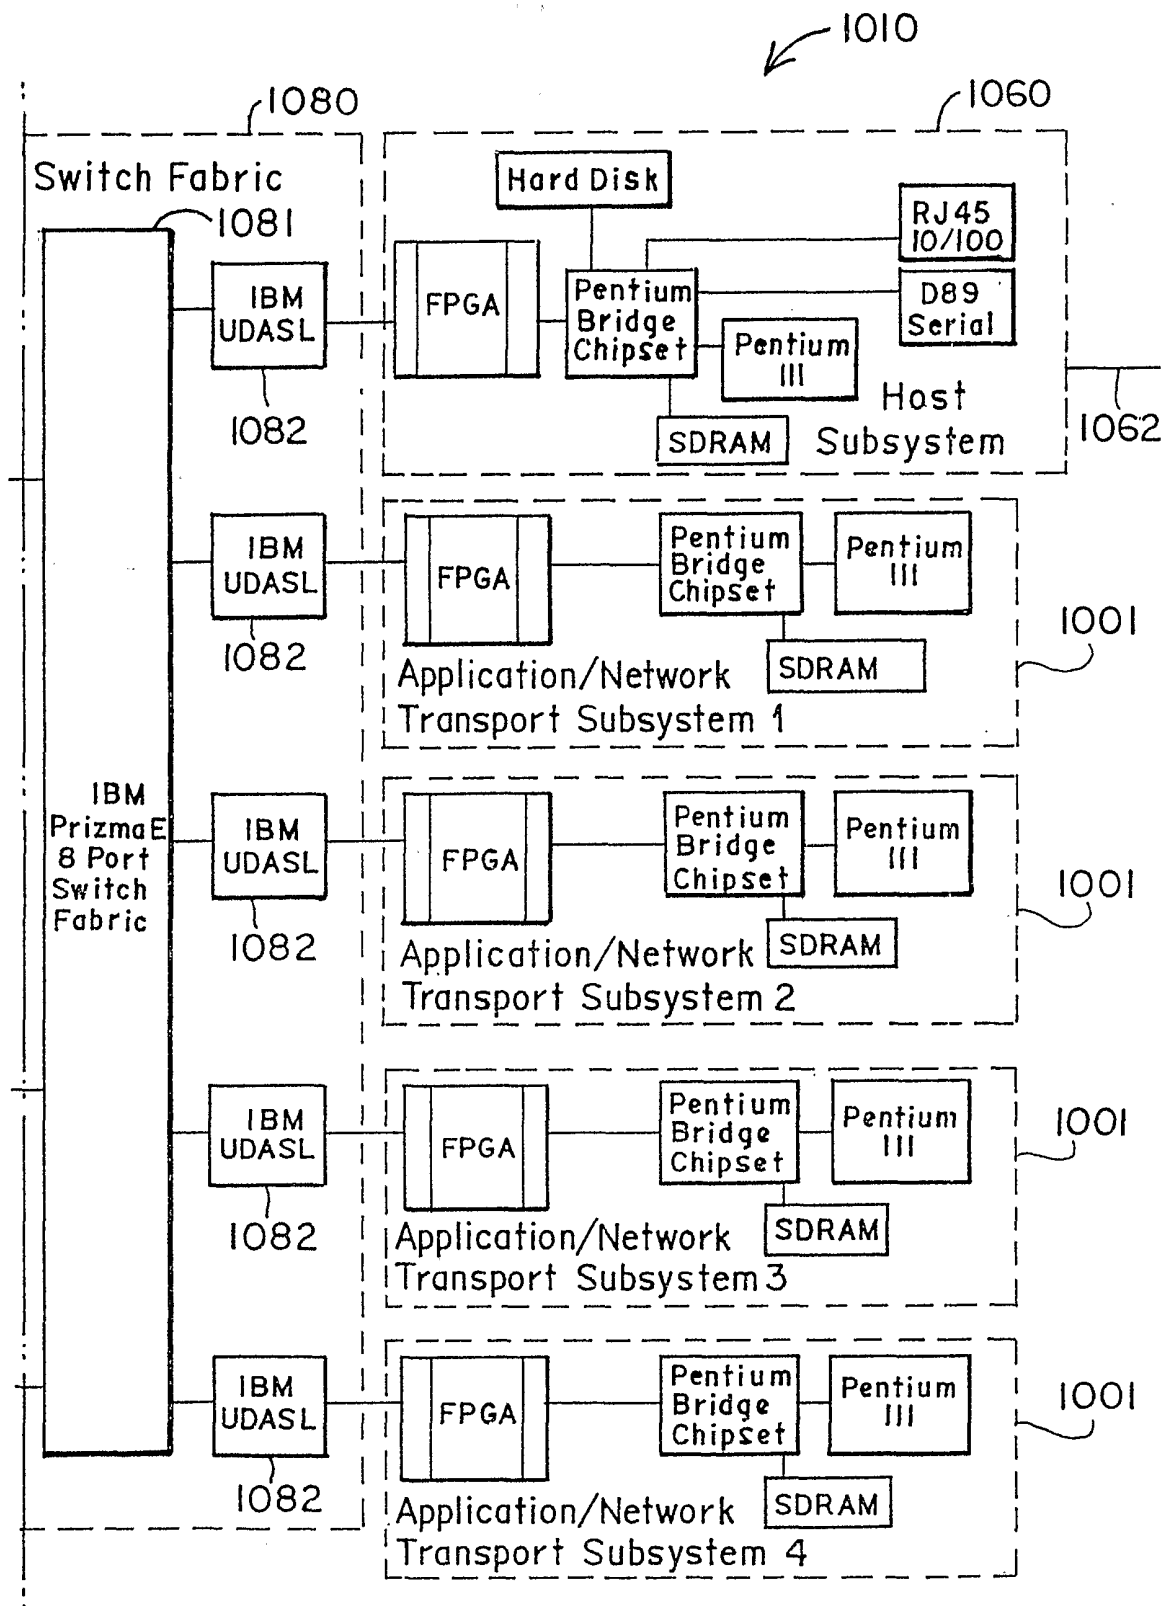 1010
1080
1060
Switch Fabric
1081
Hard Disk
RJ45
10/100
IBM
UDASL
FPGA
Pentium
Bridge
Chipset
D89
Serial
Pentium
III
1082
SDRAM
Host
Subsystem
1062
IBM
UDASL
FPGA
Pentium
Bridge
Chipset
Pentium
III
1082
SDRAM
1001
Application/Network
Transport Subsystem 1
IBM
PrizmaE
8 Port
Switch
Fabric
IBM
UDASL
FPGA
Pentium
Bridge
Chipset
Pentium
III
1082
SDRAM
1001
Application/Network
Transport Subsystem 2
IBM
UDASL
FPGA
Pentium
Bridge
Chipset
Pentium
III
1082
SDRAM
1001
Application/Network
Transport Subsystem 3
IBM
UDASL
FPGA
Pentium
Bridge
Chipset
Pentium
III
1082
SDRAM
1001
Application/Network
Transport Subsystem 4